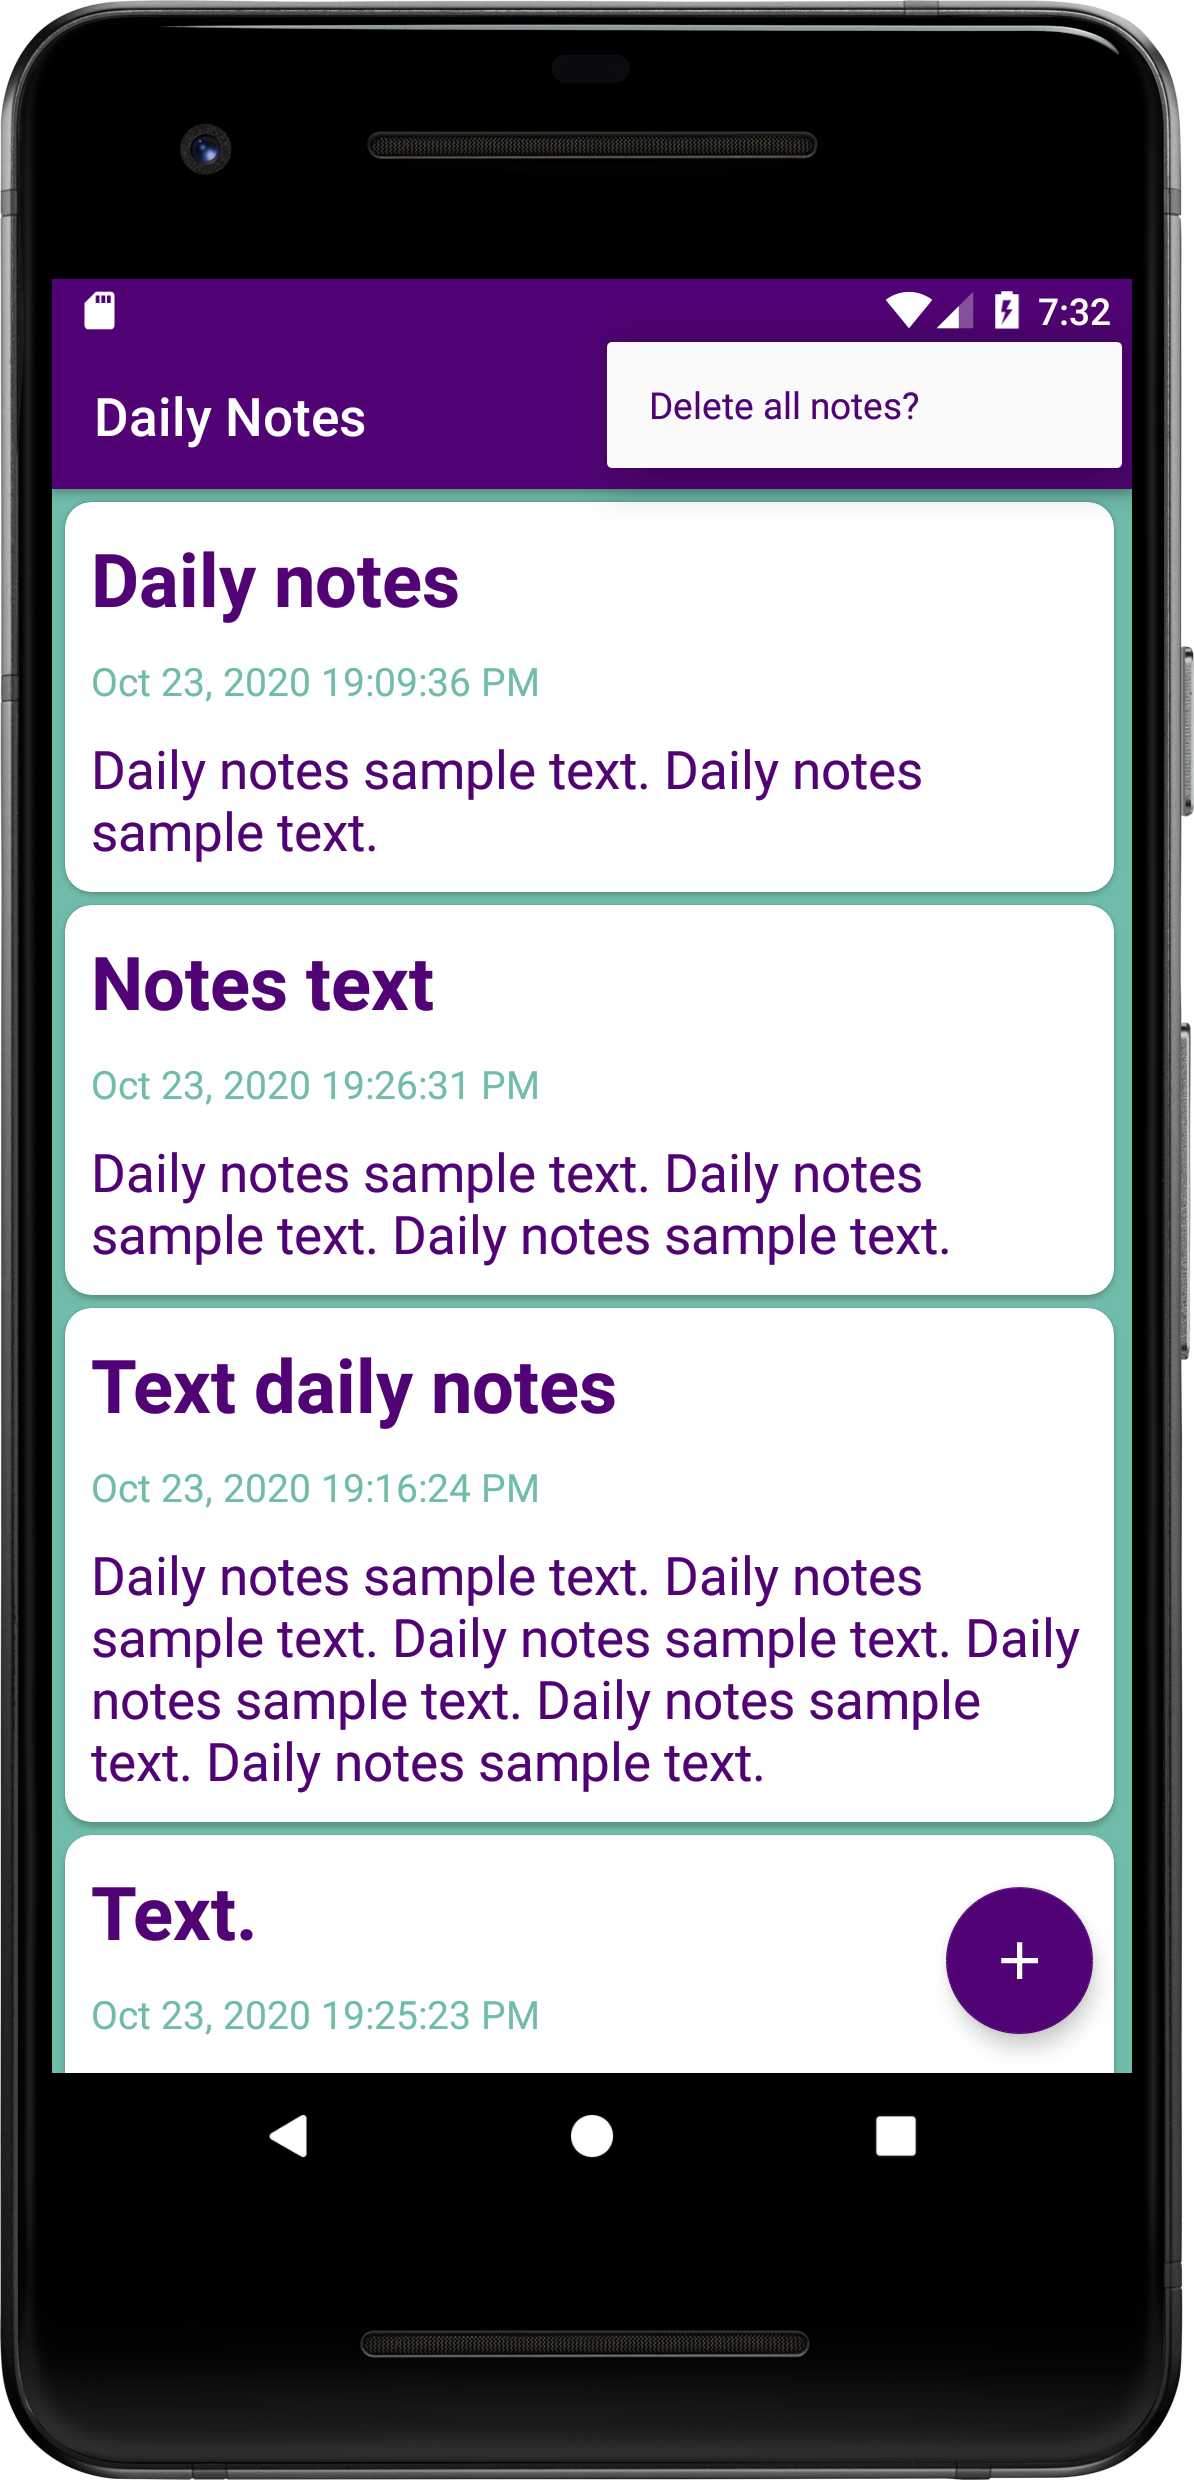 7:32
Delete all notes?
Daily Notes
Daily notes
Oct 23, 2020 19:09:36 PM
Daily notes sample text. Daily notes
sample text.
Notes text
Oct 23, 2020 19:26:31 PM
Daily notes sample text. Daily notes
sample text. Daily notes sample text.
Text daily notes
Oct 23, 2020 19:16:24 PM
Daily notes sample text. Daily notes
sample text. Daily notes sample text. Daily
notes sample text. Daily notes sample
text. Daily notes sample text.
Text.
Oct 23, 2020 19:25:23 PM